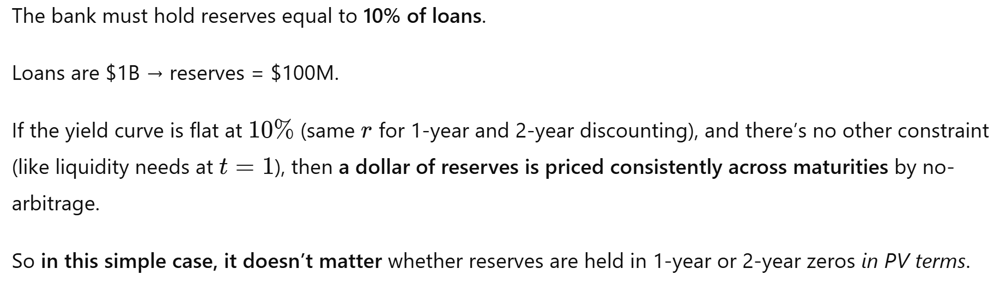 The bank must hold reserves equal to 10% of loans.
Loans are $1B → reserves = $100M.
If the yield curve is flat at 10% (same r for 1-year and 2-year discounting), and there’s no other constraint
(like liquidity needs at t = 1), then a dollar of reserves is priced consistently across maturities by no-
arbitrage.
So in this simple case, it doesn’t matter whether reserves are held in 1-year or 2-year zeros in PV terms.